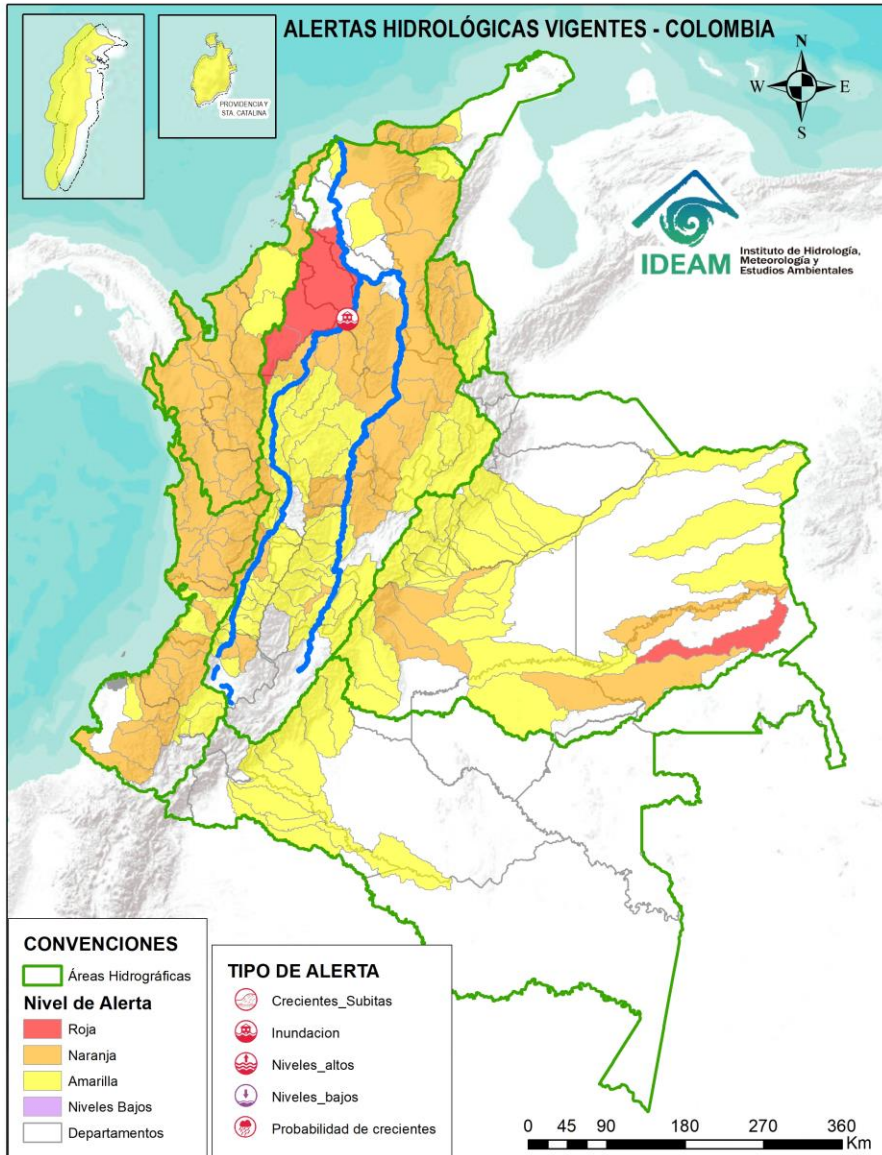 ALERTAS HIDROLÓGICAS VIGENTES - COLOMBIA
PROVIDENCIA Y
STA. CATALINA
N
W
E
S
IDEAM
Instituto de Hidrología,
Meteorología y
Estudios Ambientales
CONVENCIONES
Áreas Hidrográficas
Nivel de Alerta
Roja
Naranja
Amarilla
Niveles Bajos
Departamentos
TIPO DE ALERTA
Crecientes_Subitas
Inundacion
Niveles_altos
Niveles_bajos
Probabilidad de crecientes
0 45 90 180 270 360
Km